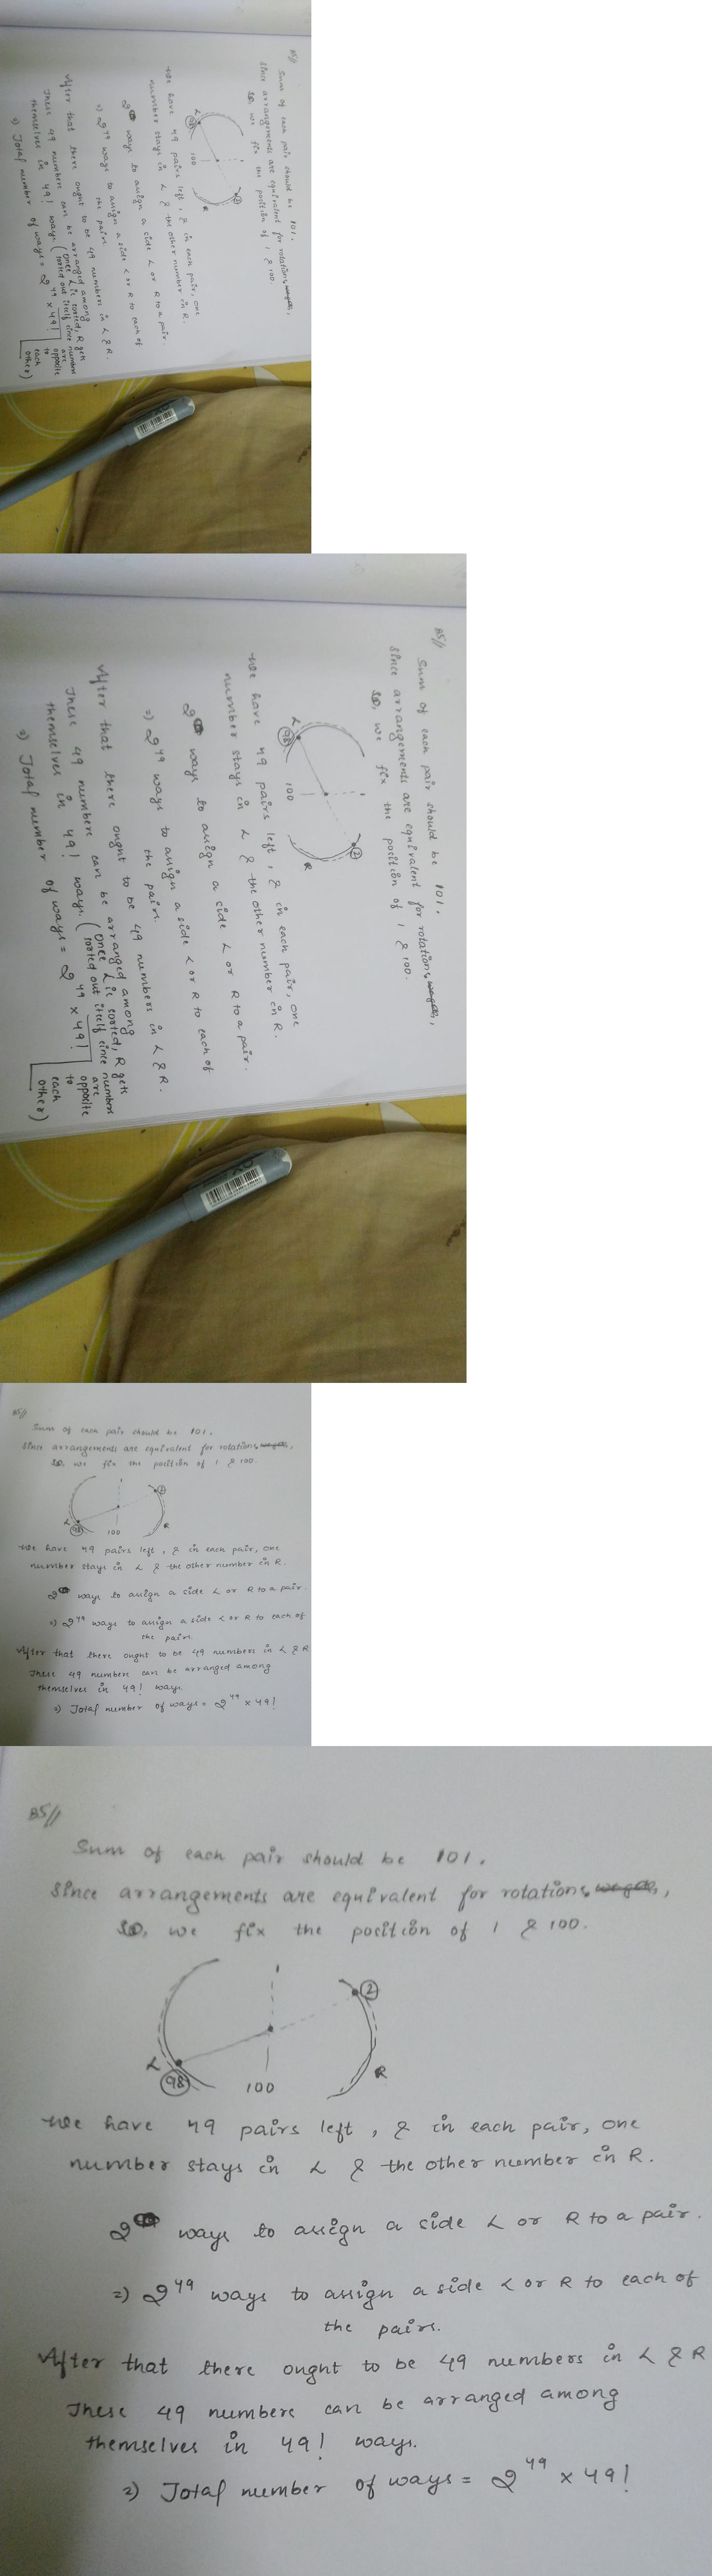 B5//
Sum of each pair should be 101.
Since arrangements are equivalent for rotations,
so, we fix the position of 1 & 100.
1
2
L
98
100
R
We have 49 pairs left, & in each pair, one
number stays in L & the other number in R.
2 ways to assign a side L or R to a pair.
=) 2^49 ways to assign a side L or R to each of
the pairs.
After that there ought to be 49 numbers in L & R.
These 49 numbers can be arranged among
themselves in 49! ways. (Once L is sorted, R gets
sorted out itself since numbers
are
opposite
to
each
other)
=) Total number of ways = 2^49 x 49!
B5//
Sum of each pair should be 101.
Since arrangements are equivalent for rotations,
so, we fix the position of 1 & 100.
1
2
L
98
100
R
We have 49 pairs left, & in each pair, one
number stays in L & the other number in R.
2 ways to assign a side L or R to a pair.
=) 2^49 ways to assign a side L or R to each of
the pairs.
After that there ought to be 49 numbers in L & R.
These 49 numbers can be arranged among
themselves in 49! ways. (Once L is sorted, R gets
sorted out itself since numbers
are
opposite
to
each
other)
=) Total number of ways = 2^49 x 49!
B5//
Sum of each pair should be 101.
Since arrangements are equivalent for rotations,
so, we fix the position of 1 & 100.
1
2
L
98
100
R
We have 49 pairs left, & in each pair, one
number stays in L & the other number in R.
2 ways to assign a side L or R to a pair.
=) 2^49 ways to assign a side L or R to each of
the pairs.
After that there ought to be 49 numbers in L & R
These 49 numbers can be arranged among
themselves in 49! ways.
=) Total number of ways = 2^49 x 49!
B5//
Sum of each pair should be 101.
Since arrangements are equivalent for rotations,
so, we fix the position of 1 & 100.
1
2
L
98
100
R
We have 49 pairs left, & in each pair, one
number stays in L & the other number in R.
2 ways to assign a side L or R to a pair.
=) 2^49 ways to assign a side L or R to each of
the pairs.
After that there ought to be 49 numbers in L & R
These 49 numbers can be arranged among
themselves in 49! ways.
=) Total number of ways = 2^49 x 49!